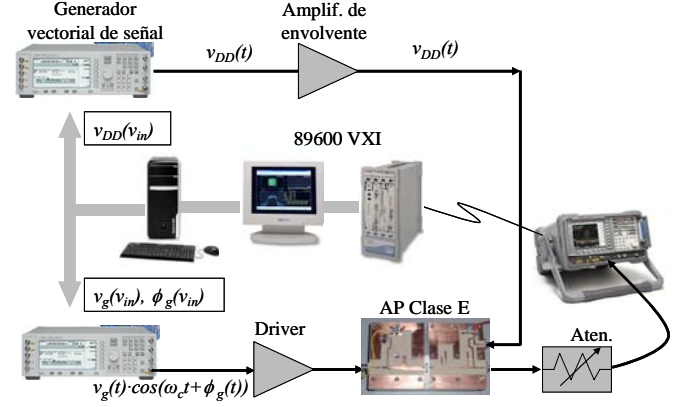 Generador
vectorial de señal
Amplif. de
envolvente
v_DD(t)
v_DD(t)
v_DD(v_in)
89600 VXI
v_g(v_in), ϕ_g(v_in)
Driver
AP Clase E
Aten.
v_g(t)·cos(ω_c t+ϕ_g(t))